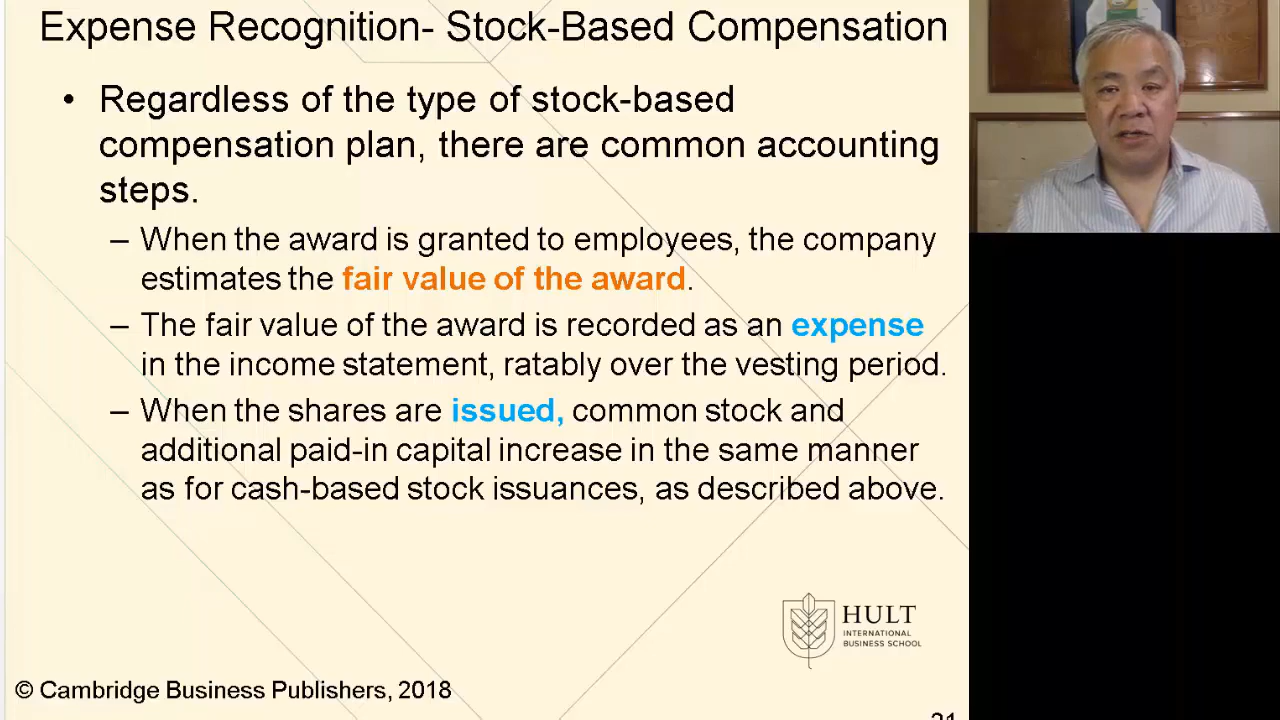 Expense Recognition- Stock-Based Compensation
• Regardless of the type of stock-based
compensation plan, there are common accounting
steps.
– When the award is granted to employees, the company
estimates the fair value of the award.
– The fair value of the award is recorded as an expense
in the income statement, ratably over the vesting period.
– When the shares are issued, common stock and
additional paid-in capital increase in the same manner
as for cash-based stock issuances, as described above.
HULT
INTERNATIONAL
BUSINESS SCHOOL
© Cambridge Business Publishers, 2018